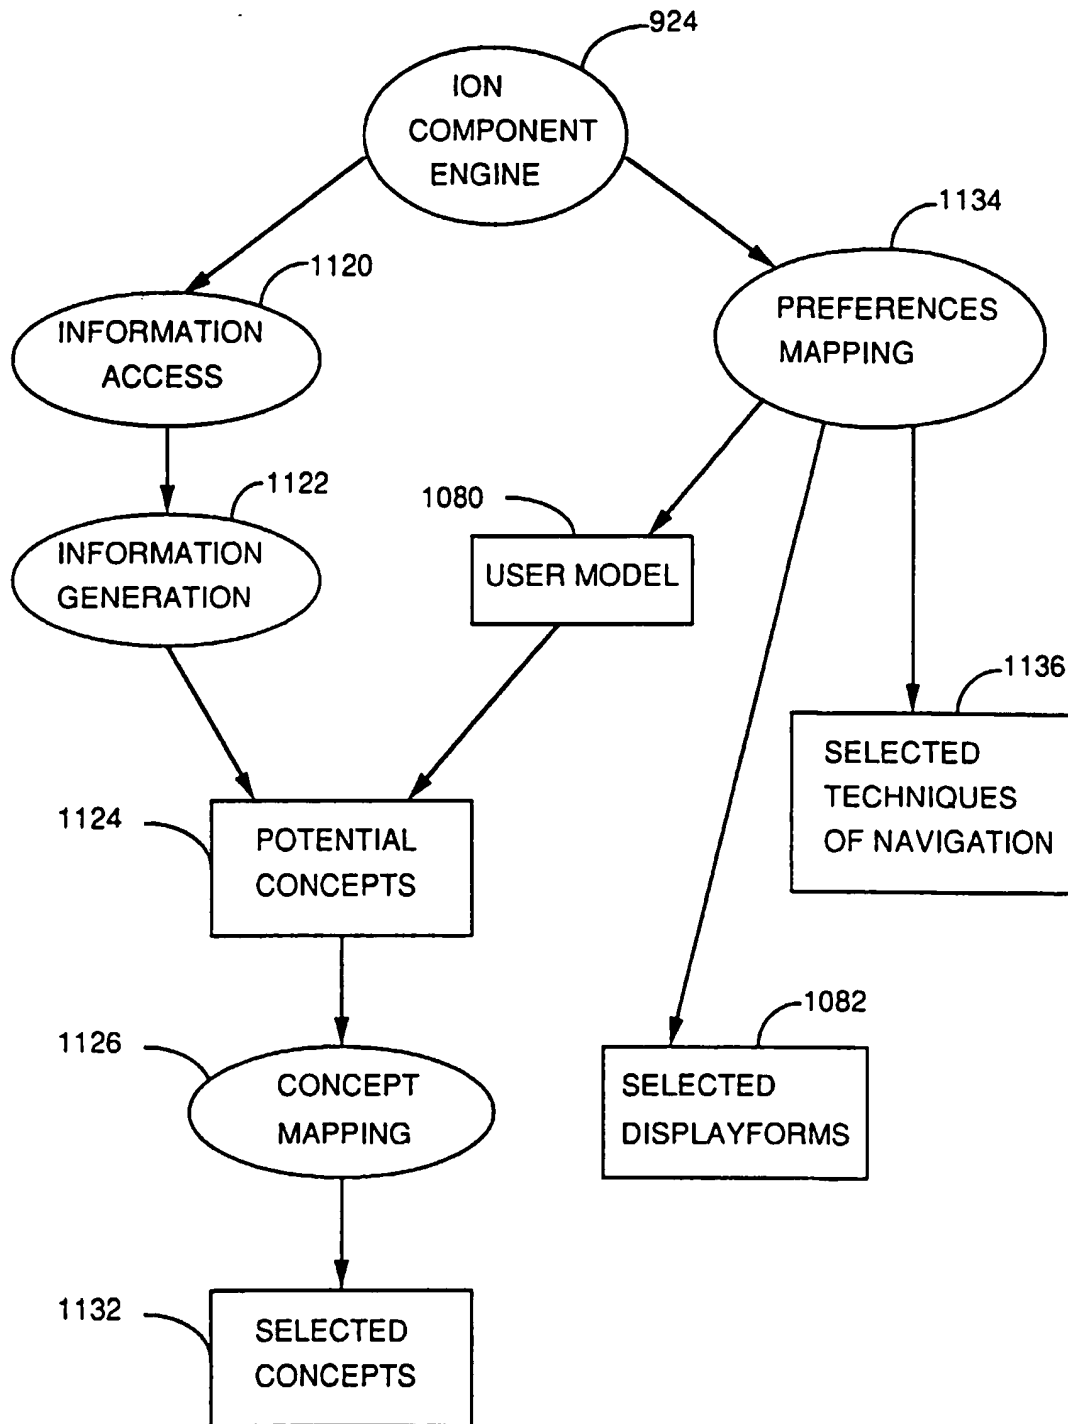 924
ION
COMPONENT
ENGINE
1134
1120
PREFERENCES
MAPPING
INFORMATION
ACCESS
1122
1080
INFORMATION
GENERATION
USER MODEL
1136
SELECTED
TECHNIQUES
OF NAVIGATION
1124
POTENTIAL
CONCEPTS
1082
1126
CONCEPT
MAPPING
SELECTED
DISPLAYFORMS
1132
SELECTED
CONCEPTS